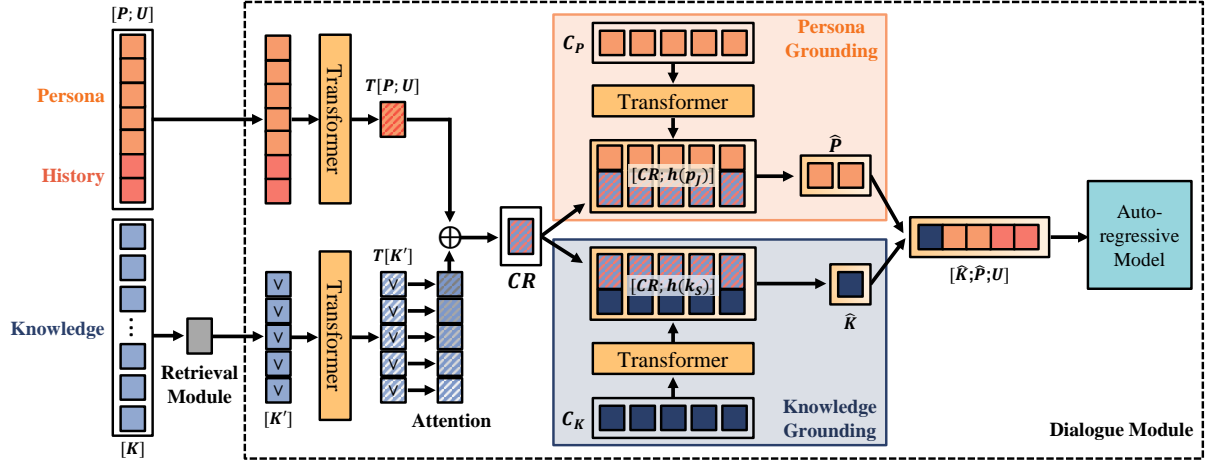 [P; U]
Persona
History
Knowledge
[K]
Retrieval
Module
[K′]
Transformer
T[P; U]
Transformer
T[K′]
∨
∨
∨
∨
∨
∨
∨
∨
∨
∨
Attention
CR
C_P
Persona
Grounding
Transformer
[CR; h(p_J)]
P̂
[CR; h(k_S)]
K̂
Transformer
C_K
Knowledge
Grounding
[K̂; P̂; U]
Auto-
regressive
Model
Dialogue Module